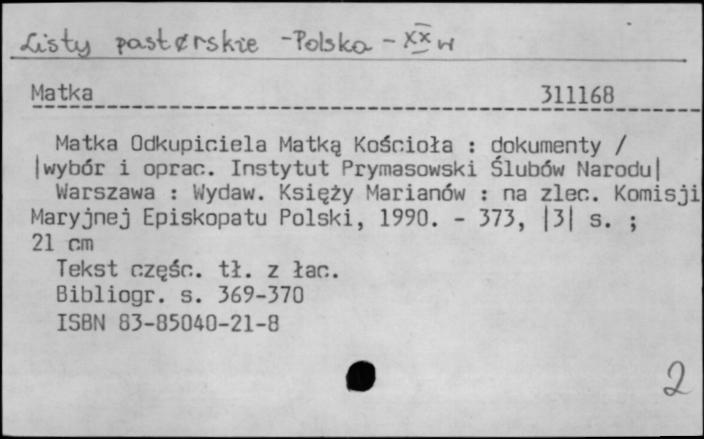 Listy pasterskie - Polska - XX w
Matka 311168
Matka Odkupiciela Matką Kościoła : dokumenty /
|wybór i oprac. Instytut Prymasowski Ślubów Narodu|
Warszawa : Wydaw. Księży Marianów : na zlec. Komisji
Maryjnej Episkopatu Polski, 1990. - 373, |3| s. ;
21 cm
Tekst częśc. tł. z łac.
Bibliogr. s. 369-370
ISBN 83-85040-21-8
2